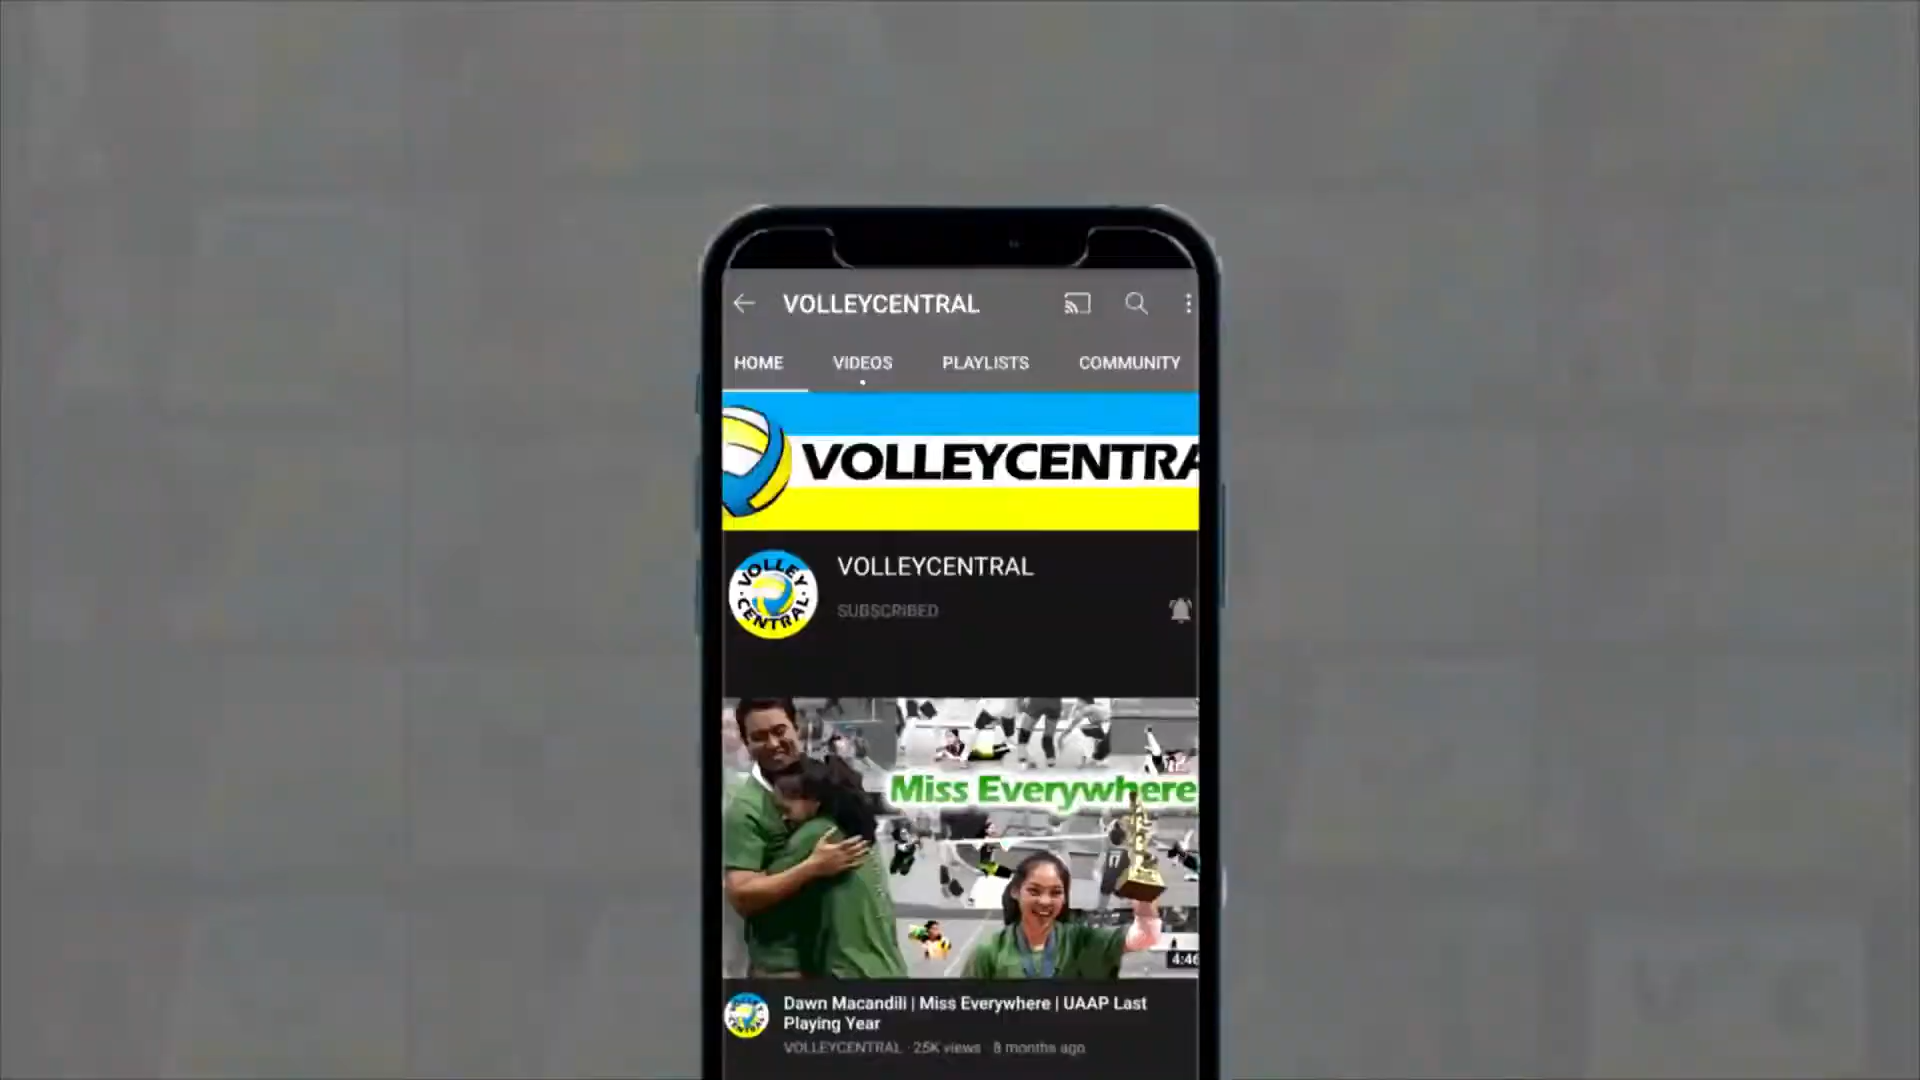 VOLLEYCENTRAL
HOME VIDEOS PLAYLISTS COMMUNITY
VOLLEYCENTRA
VOLLEY
CENTRAL
VOLLEYCENTRAL
SUBSCRIBED
Miss Everywhere
4:46
Dawn Macandili | Miss Everywhere | UAAP Last
Playing Year
VOLLEYCENTRAL · 25K views · 8 months ago